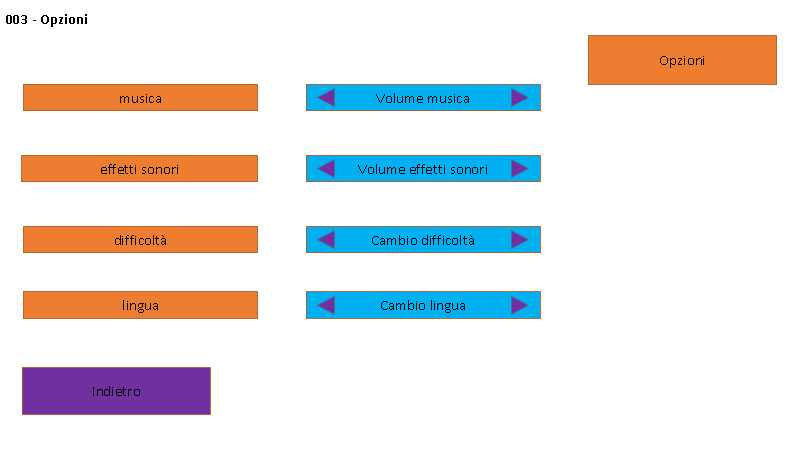 003 - Opzioni
Opzioni
musica
Volume musica
effetti sonori
Volume effetti sonori
difficoltà
Cambio difficoltà
lingua
Cambio lingua
Indietro